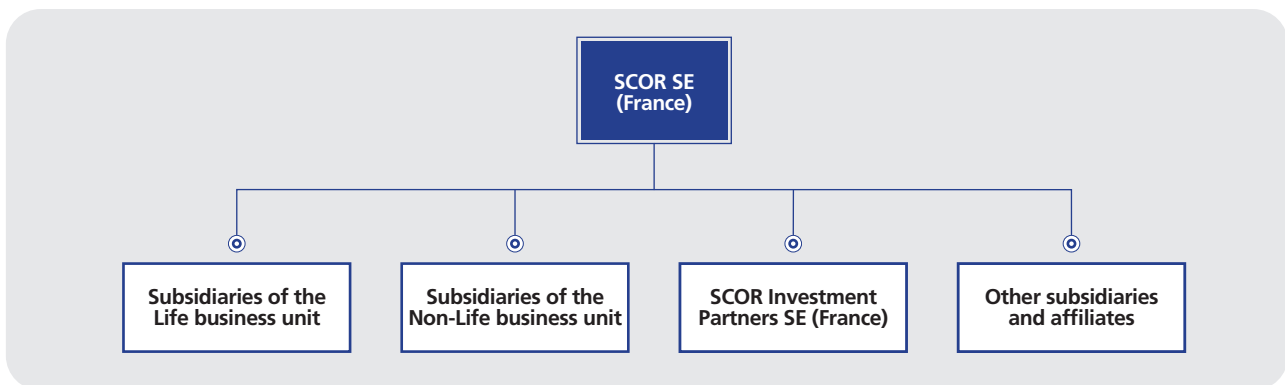 SCOR SE
(France)
Subsidiaries of the
Life business unit
Subsidiaries of the
Non-Life business unit
SCOR Investment
Partners SE (France)
Other subsidiaries
and affiliates